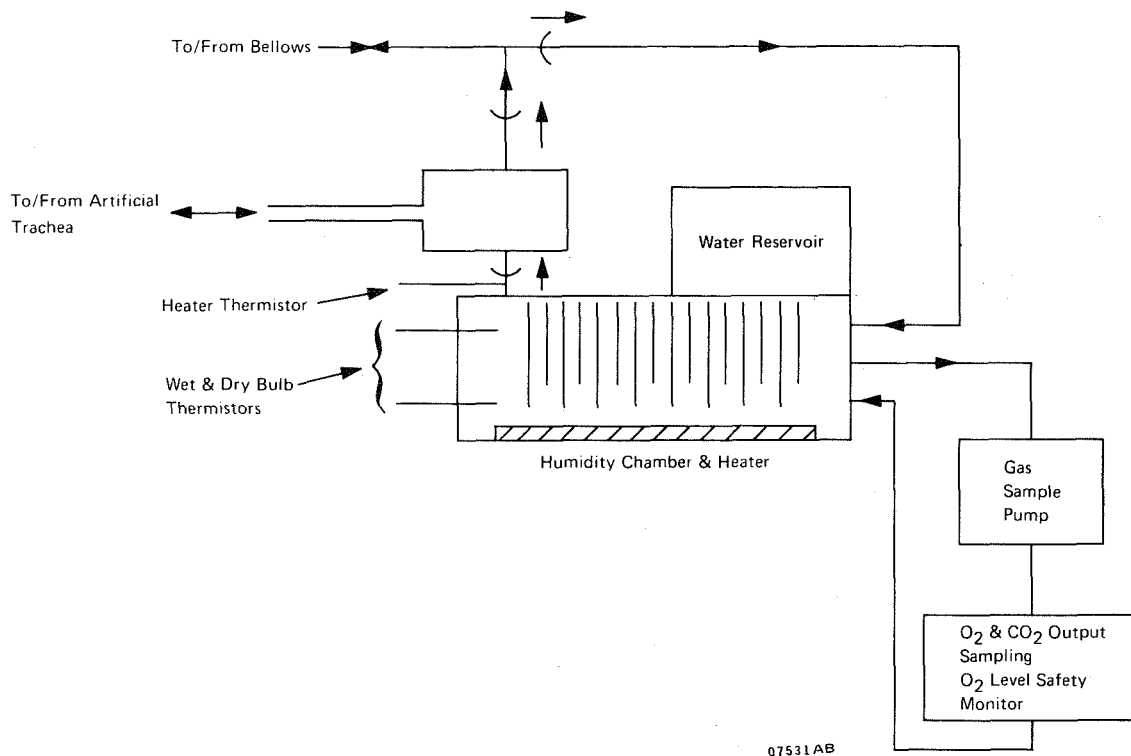 To/From Bellows
To/From Artificial
Trachea
Water Reservoir
Heater Thermistor
Wet & Dry Bulb
Thermistors
Humidity Chamber & Heater
Gas
Sample
Pump
O₂ & CO₂ Output
Sampling
O₂ Level Safety
Monitor
07531AB